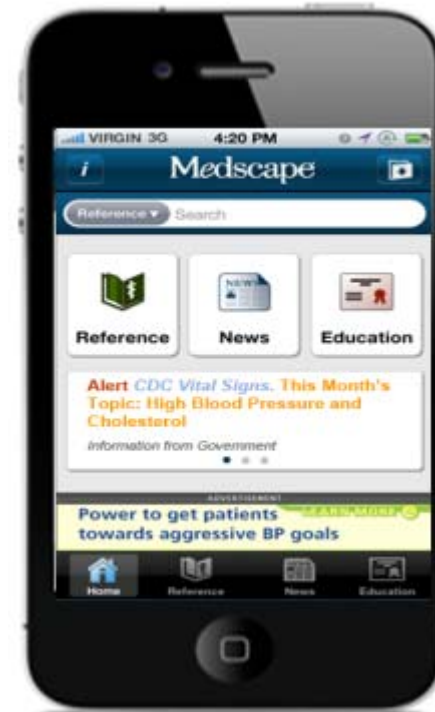 VIRGIN 3G 4:20 PM
i Medscape
Reference ▾ Search
NEWS
Reference News Education
Alert CDC Vital Signs. This Month's
Topic: High Blood Pressure and
Cholesterol
Information from Government
ADVERTISEMENT
Power to get patients LEARN MORE
towards aggressive BP goals
Home Reference News Education